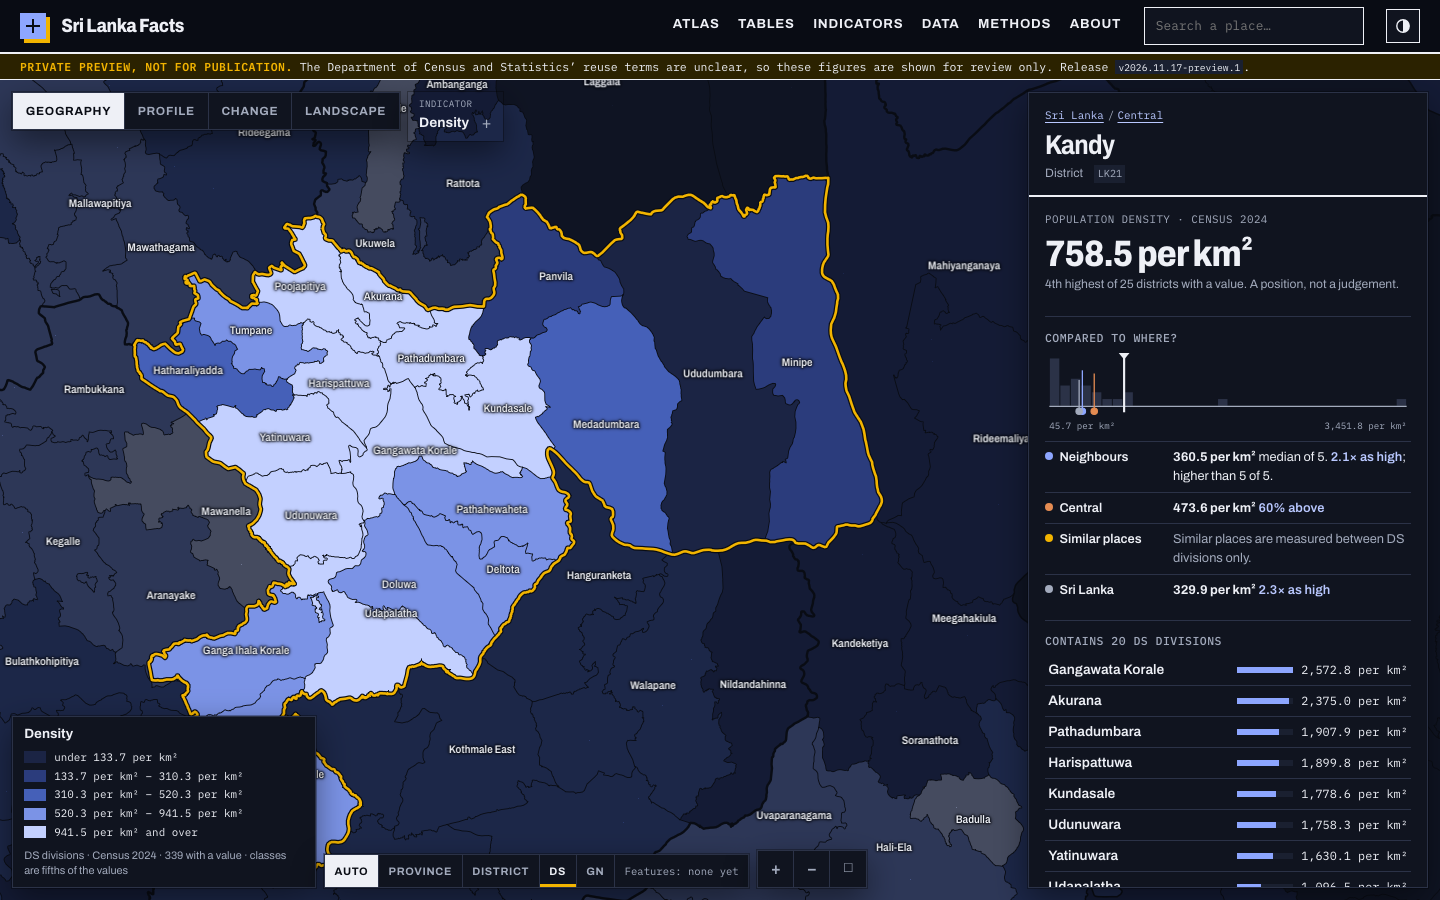 Sri Lanka Facts
ATLAS TABLES INDICATORS DATA METHODS ABOUT
Search a place…
PRIVATE PREVIEW, NOT FOR PUBLICATION. The Department of Census and Statistics’ reuse terms are unclear, so these figures are shown for review only. Release v2026.11.17-preview.1.
GEOGRAPHY PROFILE CHANGE LANDSCAPE
INDICATOR
Density +
Ambanganga
Laggala
Rideegama
Rattota
Mallawapitiya
Mawathagama
Ukuwela
Mahiyanganaya
Panvila
Poojapitiya
Akurana
Tumpane
Pathadumbara
Minipe
Hatharaliyadda
Ududumbara
Harispattuwa
Rambukkana
Kundasale
Medadumbara
Yatinuwara
Rideemaliya
Gangawata Korale
Mawanella
Udunuwara
Pathahewaheta
Kegalle
Deltota
Hanguranketa
Doluwa
Aranayake
Udapalatha
Meegahakiula
Kandeketiya
Ganga Ihala Korale
Bulathkohipitiya
Walapane
Nildandahinna
Soranathota
Kothmale East
Uvaparanagama
Badulla
Hali-Ela
Density
under 133.7 per km²
133.7 per km² – 310.3 per km²
310.3 per km² – 520.3 per km²
520.3 per km² – 941.5 per km²
941.5 per km² and over
DS divisions · Census 2024 · 339 with a value · classes
are fifths of the values
AUTO PROVINCE DISTRICT DS GN Features: none yet
+ −
Sri Lanka / Central
Kandy
District LK21
POPULATION DENSITY · CENSUS 2024
758.5 per km²
4th highest of 25 districts with a value. A position, not a judgement.
COMPARED TO WHERE?
45.7 per km² 3,451.8 per km²
Neighbours 360.5 per km² median of 5. 2.1× as high;
higher than 5 of 5.
Central 473.6 per km² 60% above
Similar places Similar places are measured between DS
divisions only.
Sri Lanka 329.9 per km² 2.3× as high
CONTAINS 20 DS DIVISIONS
Gangawata Korale 2,572.8 per km²
Akurana 2,375.0 per km²
Pathadumbara 1,907.9 per km²
Harispattuwa 1,899.8 per km²
Kundasale 1,778.6 per km²
Udunuwara 1,758.3 per km²
Yatinuwara 1,630.1 per km²
Udapalatha 1,096.5 per km²